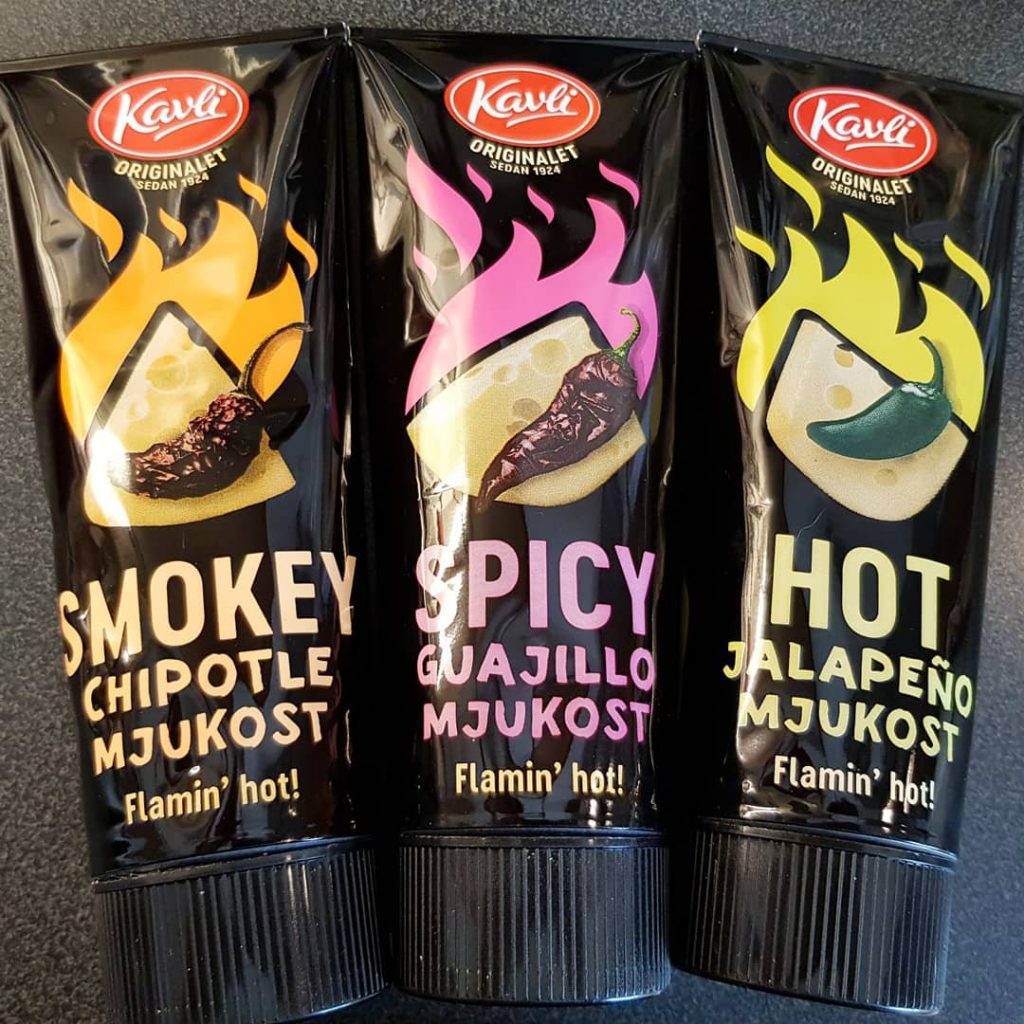 Kavli
ORIGINALET
SEDAN 1924
SMOKEY
CHIPOTLE
MJUKOST
Flamin' hot!
Kavli
ORIGINALET
SEDAN 1924
SPICY
GUAJILLO
MJUKOST
Flamin' hot!
Kavli
ORIGINALET
SEDAN 1924
HOT
JALAPEÑO
MJUKOST
Flamin' hot!